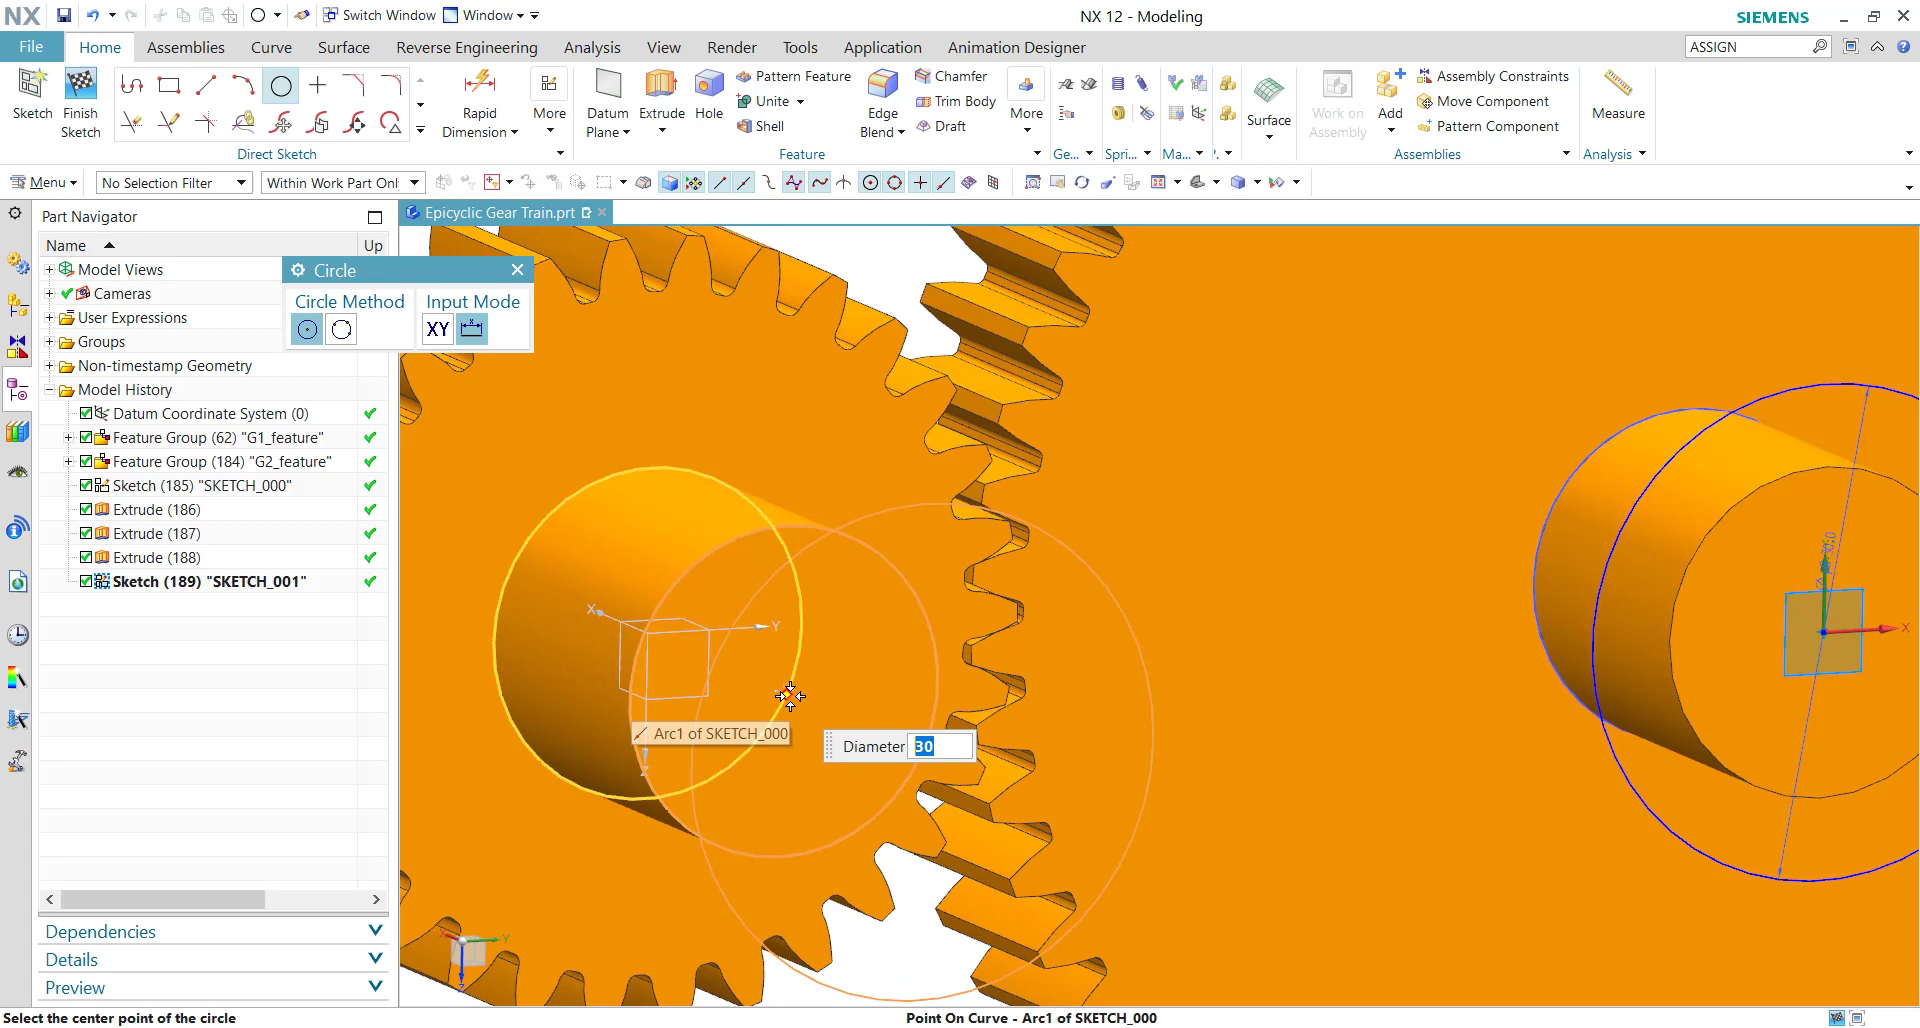 NX
Switch Window
Window
NX 12 - Modeling
SIEMENS
File
Home
Assemblies
Curve
Surface
Reverse Engineering
Analysis
View
Render
Tools
Application
Animation Designer
ASSIGN
Sketch
Finish Sketch
Rapid Dimension
More
Direct Sketch
Datum Plane
Extrude
Hole
Pattern Feature
Unite
Shell
Edge Blend
Chamfer
Trim Body
Draft
More
Feature
Ge...
Spri...
Ma...
Surface
Work on Assembly
Add
Assembly Constraints
Move Component
Pattern Component
Assemblies
Measure
Analysis
Menu
No Selection Filter
Within Work Part Onl
Part Navigator
Epicyclic Gear Train.prt
Name
Up
Model Views
Cameras
User Expressions
Groups
Non-timestamp Geometry
Model History
Datum Coordinate System (0)
Feature Group (62) "G1_feature"
Feature Group (184) "G2_feature"
Sketch (185) "SKETCH_000"
Extrude (186)
Extrude (187)
Extrude (188)
Sketch (189) "SKETCH_001"
Circle
Circle Method
Input Mode
XY
X
Y
Z
Arc1 of SKETCH_000
Diameter 30
X
X
Y
Z
Dependencies
Details
Preview
Select the center point of the circle
Point On Curve - Arc1 of SKETCH_000